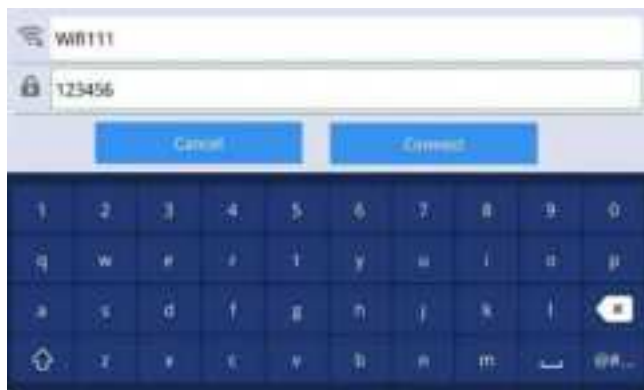 Wifi111
123456
Cancel Connect
1 2 3 4 5 6 7 8 9 0
q w e r t y u i o p
a s d f g h j k l
z x c v b n m @#...